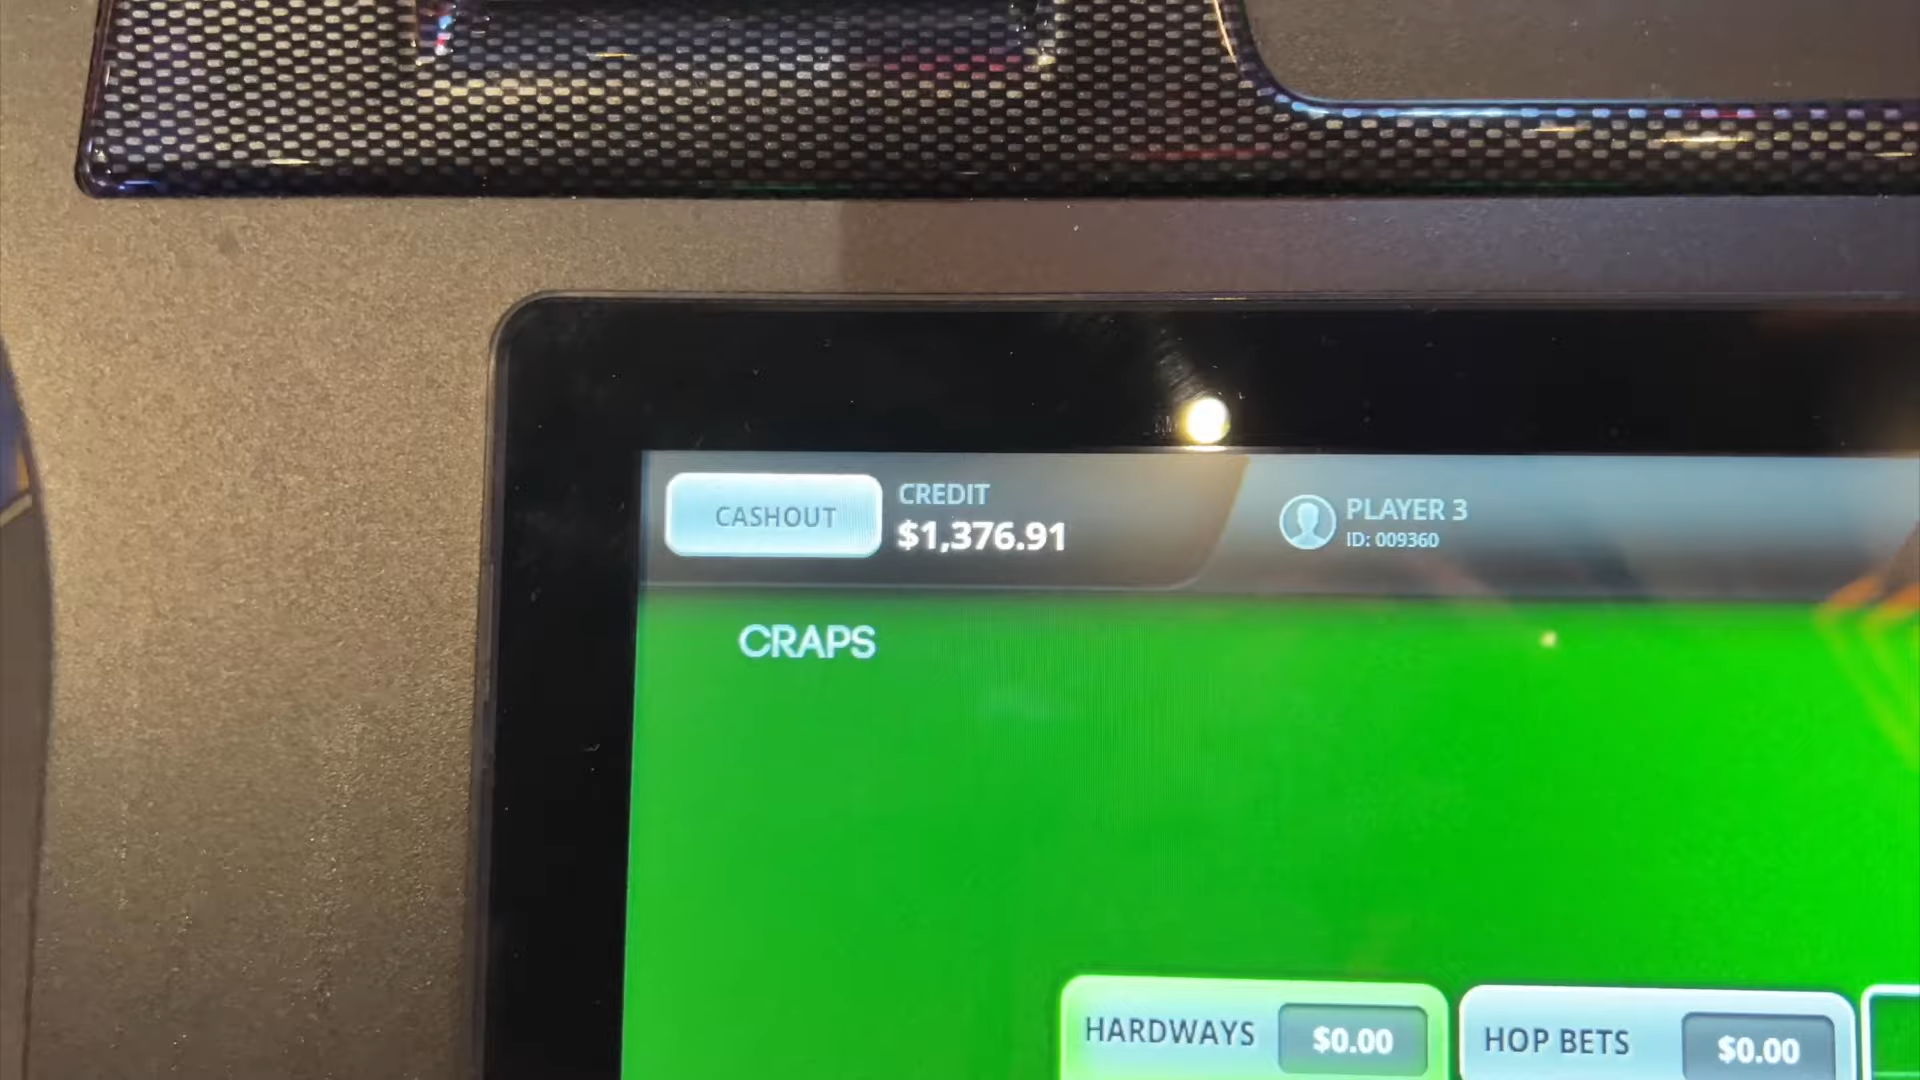 CASHOUT
CREDIT
$1,376.91
PLAYER 3
ID: 009360
CRAPS
HARDWAYS $0.00
HOP BETS $0.00